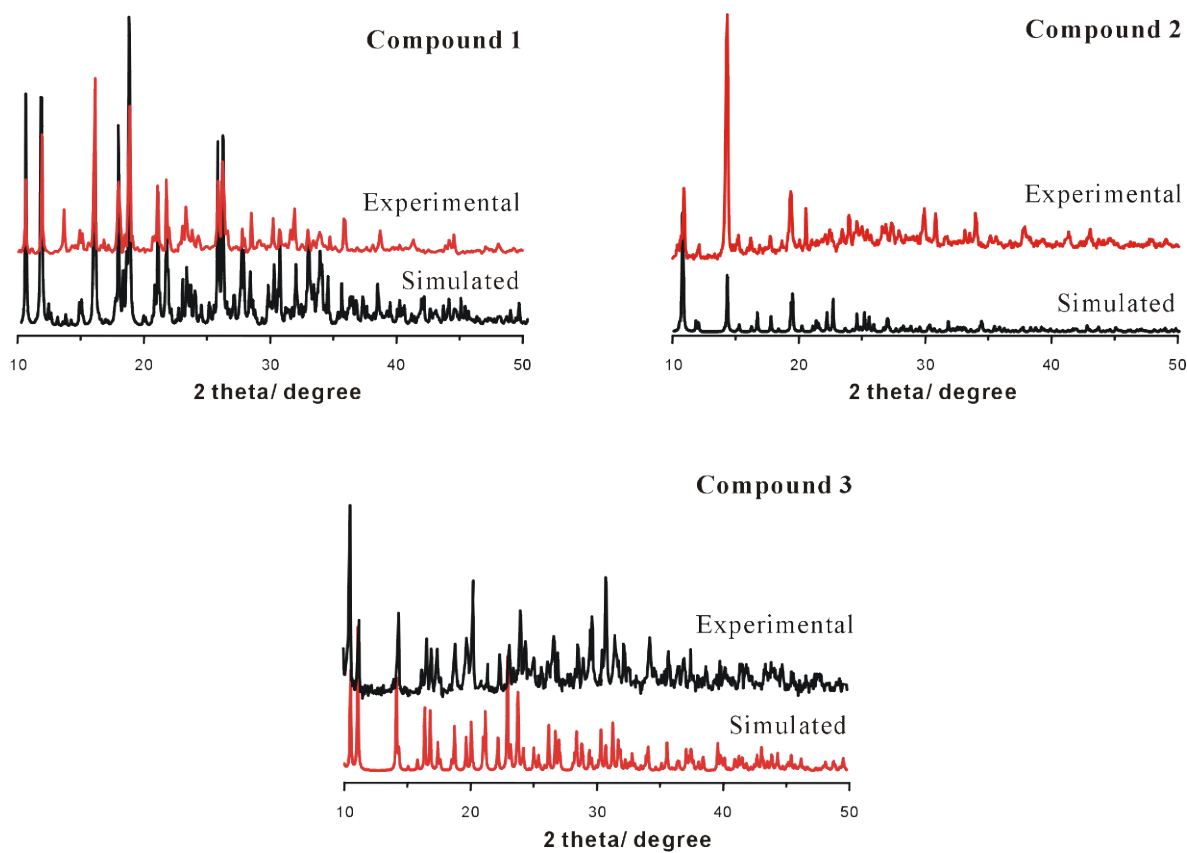 Compound 1
Experimental
Simulated
10 20 30 40 50
2 theta/ degree
Compound 2
Experimental
Simulated
10 20 30 40 50
2 theta/ degree
Compound 3
Experimental
Simulated
10 20 30 40 50
2 theta/ degree